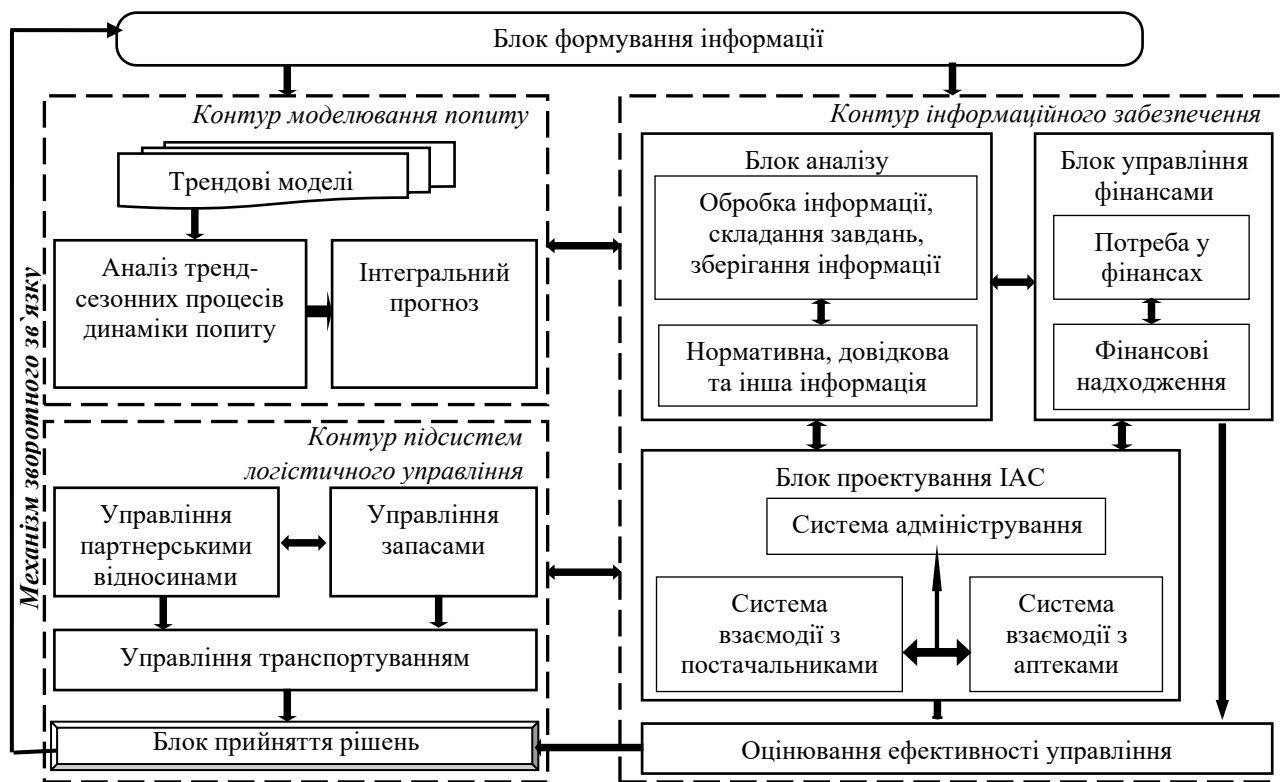 Блок формування інформації
Контур моделювання попиту
Трендові моделі
Аналіз тренд-
сезонних процесів
динаміки попиту
Інтегральний
прогноз
Механізм зворотного зв`язку
Контур підсистем
логістичного управління
Управління
партнерськими
відносинами
Управління
запасами
Управління транспортуванням
Блок прийняття рішень
Контур інформаційного забезпечення
Блок аналізу
Обробка інформації,
складання завдань,
зберігання інформації
Нормативна, довідкова
та інша інформація
Блок управління
фінансами
Потреба у
фінансах
Фінансові
надходження
Блок проектування ІАС
Система адміністрування
Система
взаємодії з
постачальниками
Система
взаємодії з
аптеками
Оцінювання ефективності управління